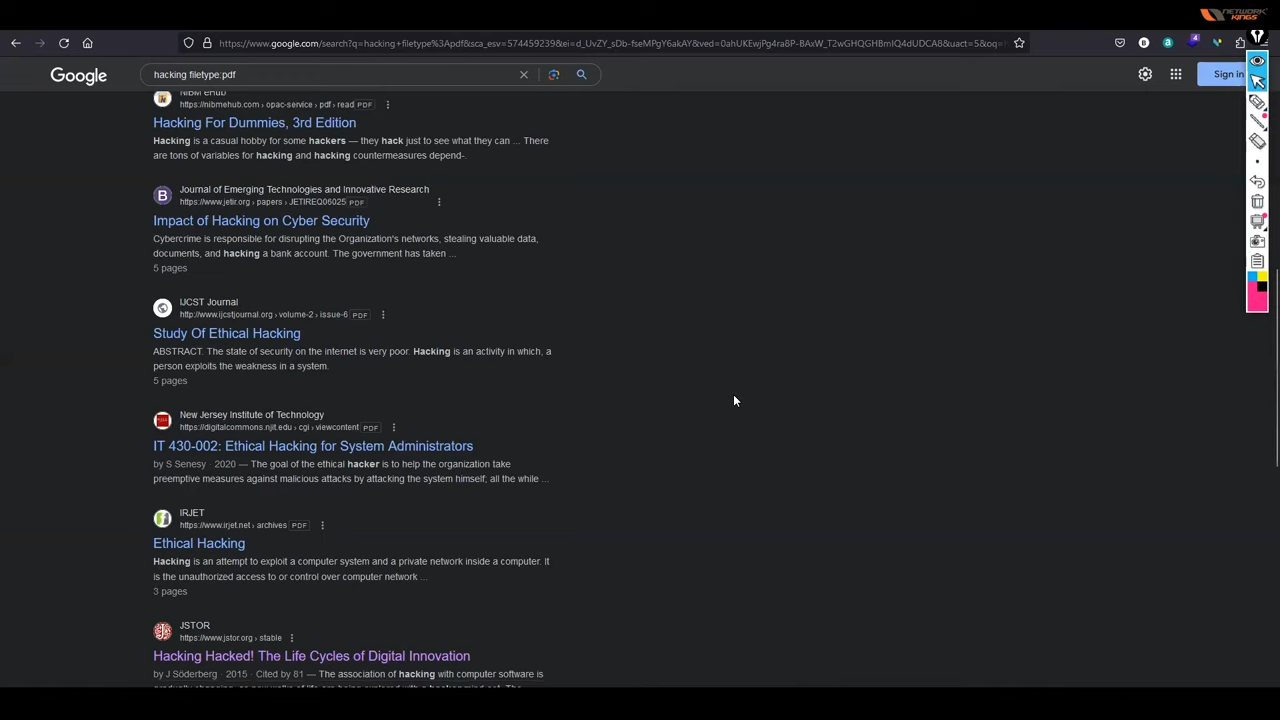 NETWORK
KINGS
https://www.google.com/search?q=hacking+filetype%3Apdf&sca_esv=574459239&ei=d_UvZY_sDb-fseMPgY6akAY&ved=0ahUKEwjPg4ra8P-BAxW_T2wGHQGHBmIQ4dUDCA8&uact=5&oq=
Google
hacking filetype:pdf
Sign in
NIBM eHub
https://nibmehub.com › opac-service › pdf › read PDF
Hacking For Dummies, 3rd Edition
Hacking is a casual hobby for some hackers — they hack just to see what they can ... There
are tons of variables for hacking and hacking countermeasures depend-.
Journal of Emerging Technologies and Innovative Research
https://www.jetir.org › papers › JETIREQ06025 PDF
Impact of Hacking on Cyber Security
Cybercrime is responsible for disrupting the Organization's networks, stealing valuable data,
documents, and hacking a bank account. The government has taken ...
5 pages
IJCST Journal
http://www.ijcstjournal.org › volume-2 › issue-6 PDF
Study Of Ethical Hacking
ABSTRACT. The state of security on the internet is very poor. Hacking is an activity in which, a
person exploits the weakness in a system.
5 pages
New Jersey Institute of Technology
https://digitalcommons.njit.edu › cgi › viewcontent PDF
IT 430-002: Ethical Hacking for System Administrators
by S Senesy · 2020 — The goal of the ethical hacker is to help the organization take
preemptive measures against malicious attacks by attacking the system himself; all the while ...
IRJET
https://www.irjet.net › archives PDF
Ethical Hacking
Hacking is an attempt to exploit a computer system and a private network inside a computer. It
is the unauthorized access to or control over computer network ...
3 pages
JSTOR
https://www.jstor.org › stable
Hacking Hacked! The Life Cycles of Digital Innovation
by J Söderberg · 2015 · Cited by 81 — The association of hacking with computer software is